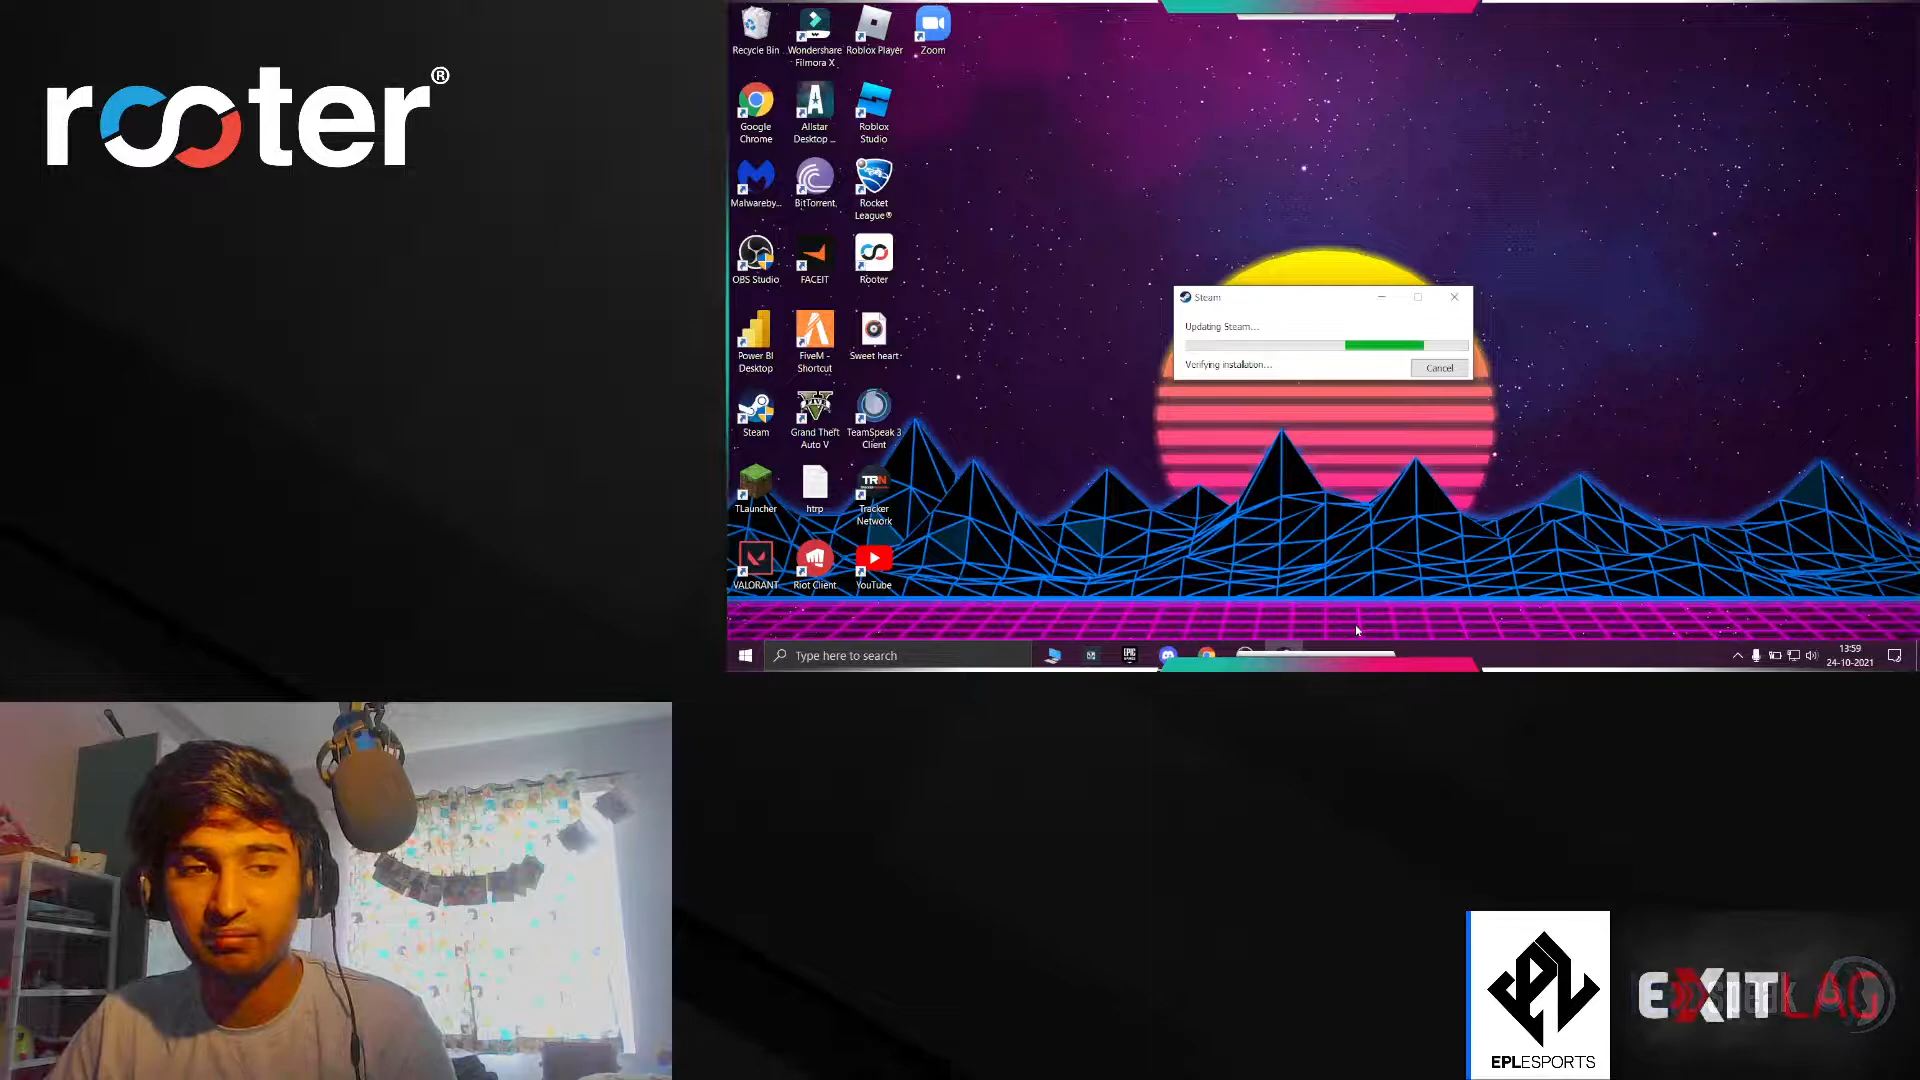 rooter®
Recycle Bin
Wondershare
Filmora X
Roblox Player
Zoom
Google
Chrome
Allstar
Desktop ...
Roblox
Studio
Malwareby...
BitTorrent
Rocket
League®
OBS Studio
FACEIT
Rooter
Power BI
Desktop
FiveM -
Shortcut
Sweet heart
Steam
Grand Theft
Auto V
TeamSpeak 3
Client
TLauncher
htrp
TRN
Tracker
Network
VALORANT
Riot Client
YouTube
Steam
Updating Steam...
Verifying installation...
Cancel
Type here to search
EPIC
GAMES
13:59
24-10-2021
EPLESPORTS
EXITLAG